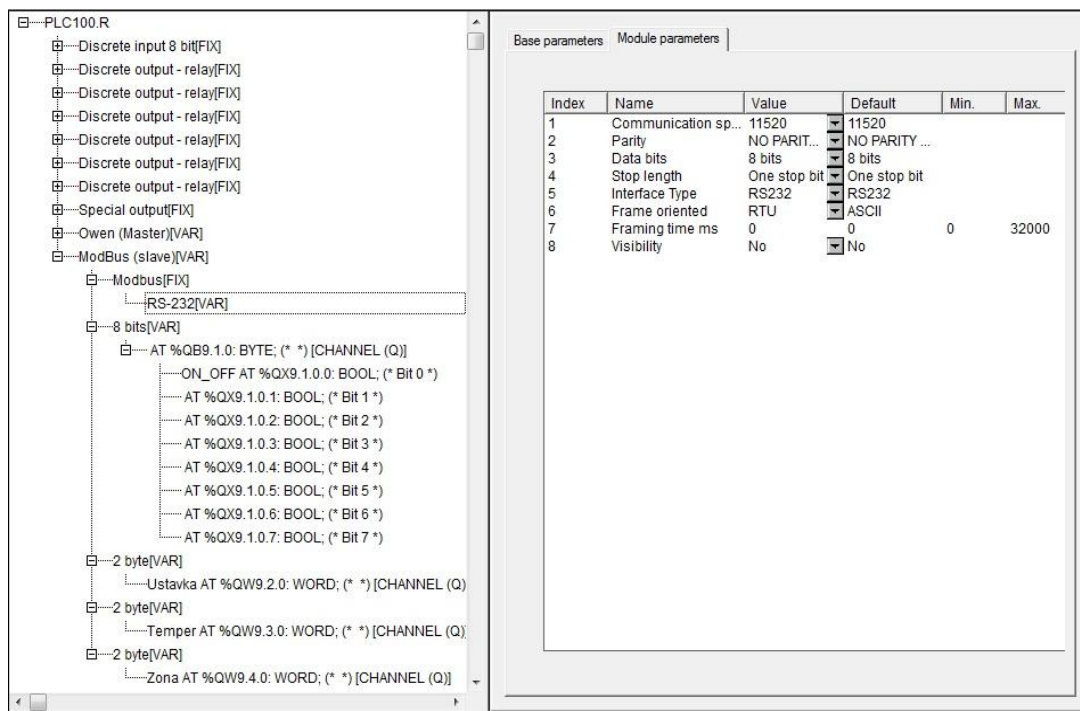 PLC100.R
Discrete input 8 bit[FIX]
Discrete output - relay[FIX]
Discrete output - relay[FIX]
Discrete output - relay[FIX]
Discrete output - relay[FIX]
Discrete output - relay[FIX]
Discrete output - relay[FIX]
Special output[FIX]
Owen (Master)[VAR]
ModBus (slave)[VAR]
Modbus[FIX]
RS-232[VAR]
8 bits[VAR]
AT %QB9.1.0: BYTE; (* *) [CHANNEL (Q)]
ON_OFF AT %QX9.1.0.0: BOOL; (* Bit 0 *)
AT %QX9.1.0.1: BOOL; (* Bit 1 *)
AT %QX9.1.0.2: BOOL; (* Bit 2 *)
AT %QX9.1.0.3: BOOL; (* Bit 3 *)
AT %QX9.1.0.4: BOOL; (* Bit 4 *)
AT %QX9.1.0.5: BOOL; (* Bit 5 *)
AT %QX9.1.0.6: BOOL; (* Bit 6 *)
AT %QX9.1.0.7: BOOL; (* Bit 7 *)
2 byte[VAR]
Ustavka AT %QW9.2.0: WORD; (* *) [CHANNEL (Q)
2 byte[VAR]
Temper AT %QW9.3.0: WORD; (* *) [CHANNEL (Q)]
2 byte[VAR]
Zona AT %QW9.4.0: WORD; (* *) [CHANNEL (Q)]
Base parameters Module parameters
Index Name Value Default Min. Max.
1 Communication sp... 11520 11520
2 Parity NO PARIT... NO PARITY ...
3 Data bits 8 bits 8 bits
4 Stop length One stop bit One stop bit
5 Interface Type RS232 RS232
6 Frame oriented RTU ASCII
7 Framing time ms 0 0 0 32000
8 Visibility No No